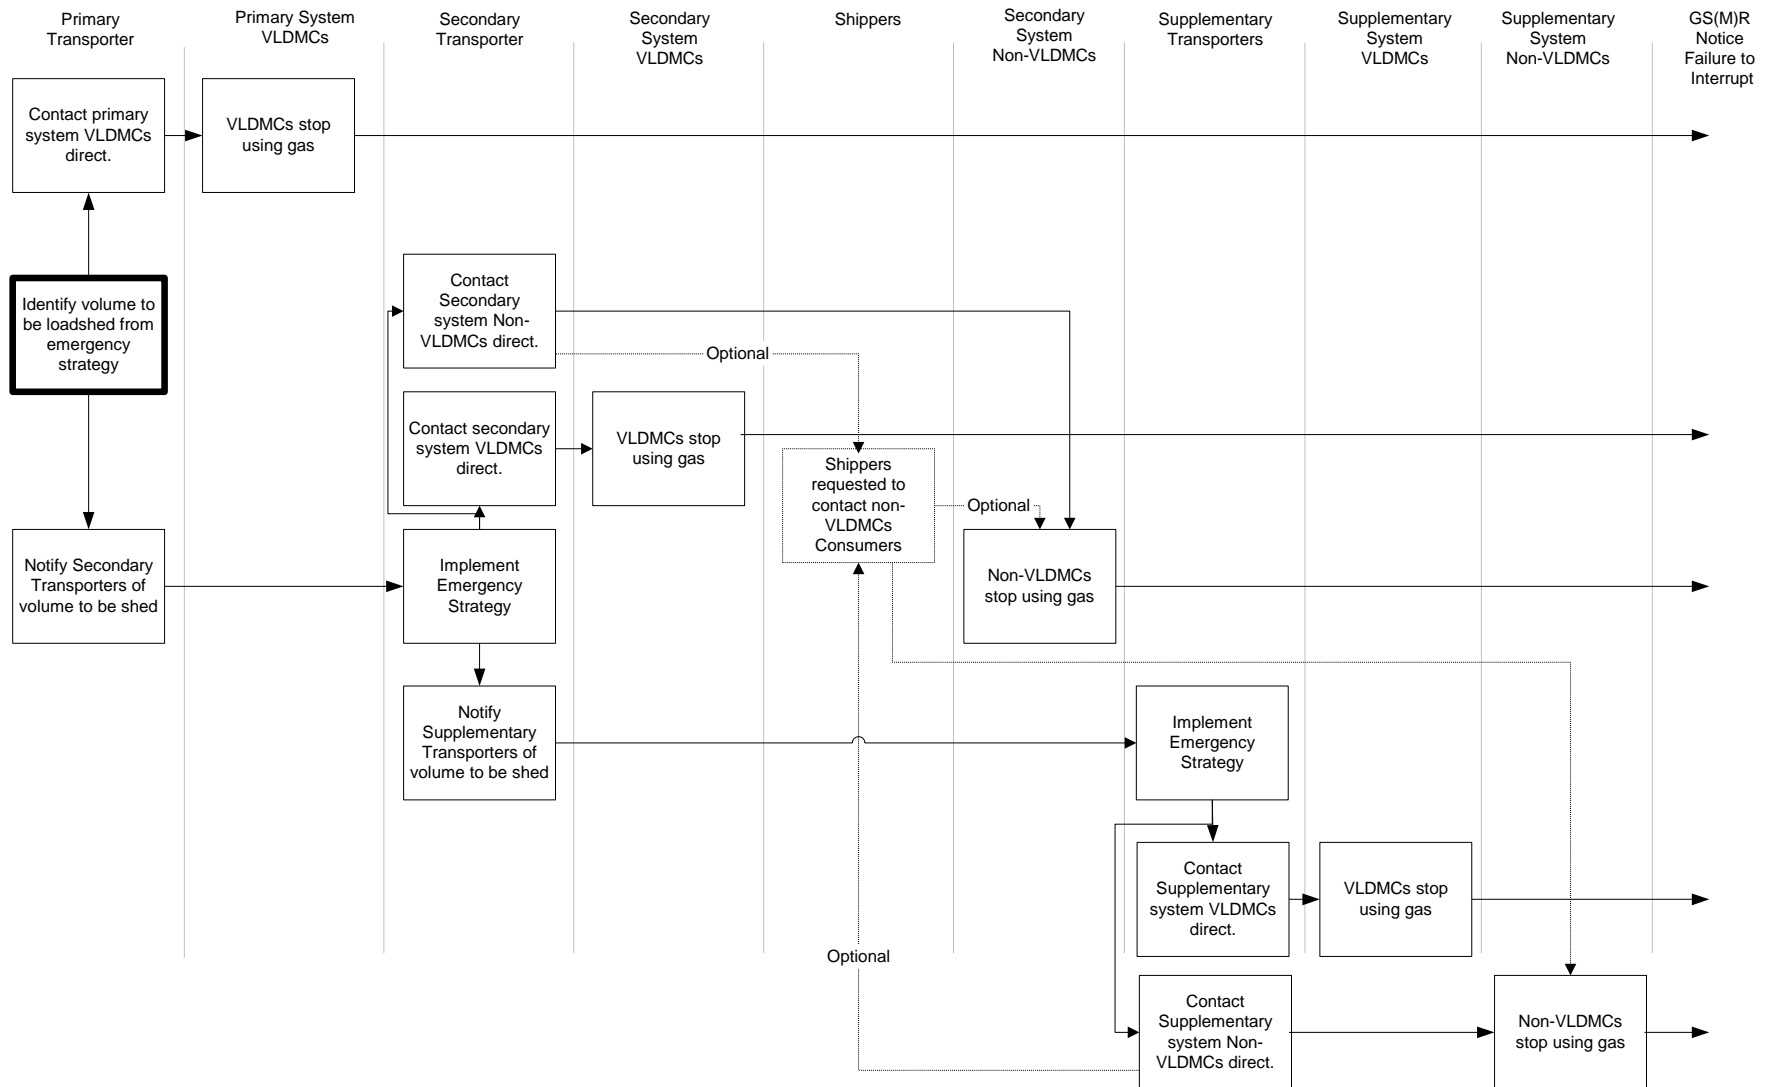 Primary
Transporter
Primary System
VLDMCs
Secondary
Transporter
Secondary
System
VLDMCs
Shippers
Secondary
System
Non-VLDMCs
Supplementary
Transporters
Supplementary
System
VLDMCs
Supplementary
System
Non-VLDMCs
GS(M)R
Notice
Failure to
Interrupt
Contact primary
system VLDMCs
direct.
VLDMCs stop
using gas
Identify volume to
be loadshed from
emergency
strategy
Contact
Secondary
system Non-
VLDMCs direct.
Optional
Contact secondary
system VLDMCs
direct.
VLDMCs stop
using gas
Shippers
requested to
contact non-
VLDMCs
Consumers
Optional
Notify Secondary
Transporters of
volume to be shed
Implement
Emergency
Strategy
Non-VLDMCs
stop using gas
Notify
Supplementary
Transporters of
volume to be shed
Implement
Emergency
Strategy
Contact
Supplementary
system VLDMCs
direct.
VLDMCs stop
using gas
Optional
Contact
Supplementary
system Non-
VLDMCs direct.
Non-VLDMCs
stop using gas